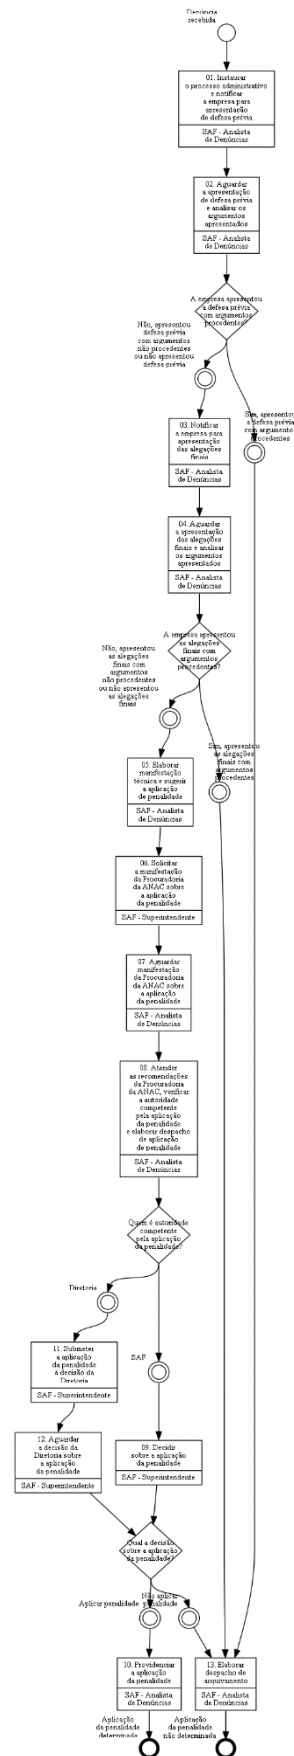 Denúncia
recebida
01. Instaurar
o processo administrativo
e notificar
a empresa para
apresentação
de defesa prévia
SAF - Analista
de Denúncias
02. Aguardar
a apresentação
de defesa prévia
e analisar os
argumentos
apresentados
SAF - Analista
de Denúncias
A empresa apresentou
a defesa prévia
com argumentos
procedentes?
Não, apresentou
defesa prévia
com argumentos
não procedentes
ou não apresentou
defesa prévia
Sim, apresentou
a defesa prévia
com argumentos
procedentes
03. Notificar
a empresa para
apresentação
das alegações
finais
SAF - Analista
de Denúncias
04. Aguardar
a apresentação
das alegações
finais e analisar
os argumentos
apresentados
SAF - Analista
de Denúncias
A empresa apresentou
as alegações
finais com
argumentos
procedentes?
Não, apresentou
as alegações
finais com
argumentos
não procedentes
ou não apresentou
as alegações
finais
Sim, apresentou
as alegações
finais com
argumentos
procedentes
05. Elaborar
manifestação
técnica e sugerir
a aplicação
de penalidade
SAF - Analista
de Denúncias
06. Solicitar
a manifestação
da Procuradoria
da ANAC sobre
a aplicação
da penalidade
SAF - Superintendente
07. Aguardar
manifestação
da Procuradoria
da ANAC sobre
a aplicação
da penalidade
SAF - Analista
de Denúncias
08. Atender
as recomendações
da Procuradoria
da ANAC, verificar
a autoridade
competente
pela aplicação
da penalidade
e elaborar despacho
de aplicação
de penalidade
SAF - Analista
de Denúncias
Quem é autoridade
competente
pela aplicação
da penalidade?
Diretoria
SAF
11. Submeter
a aplicação
da penalidade
à decisão da
Diretoria
SAF - Superintendente
12. Aguardar
a decisão da
Diretoria sobre
a aplicação
da penalidade
SAF - Superintendente
09. Decidir
sobre a aplicação
da penalidade
SAF - Superintendente
Qual a decisão
sobre a aplicação
da penalidade?
Aplicar penalidade
Não aplicar
penalidade
10. Providenciar
a aplicação
da penalidade
SAF - Analista
de Denúncias
13. Elaborar
despacho de
arquivamento
SAF - Analista
de Denúncias
Aplicação
da penalidade
determinada
Aplicação
da penalidade
não determinada